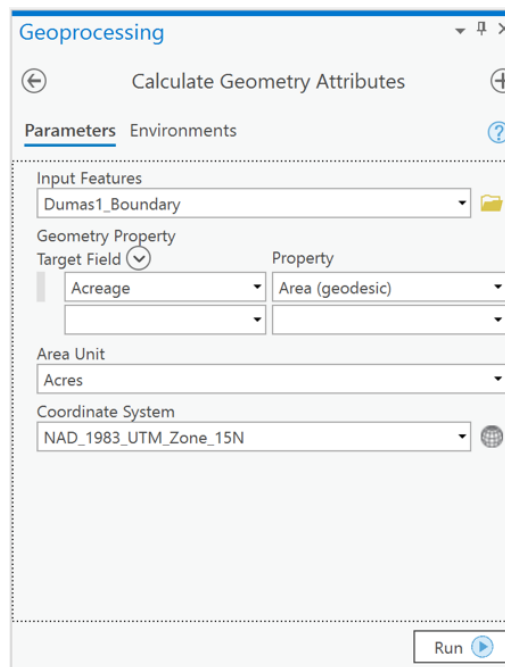 Geoprocessing
Calculate Geometry Attributes
Parameters Environments
?
Input Features
Dumas1_Boundary
Geometry Property
Target Field Property
Acreage Area (geodesic)
Area Unit
Acres
Coordinate System
NAD_1983_UTM_Zone_15N
Run